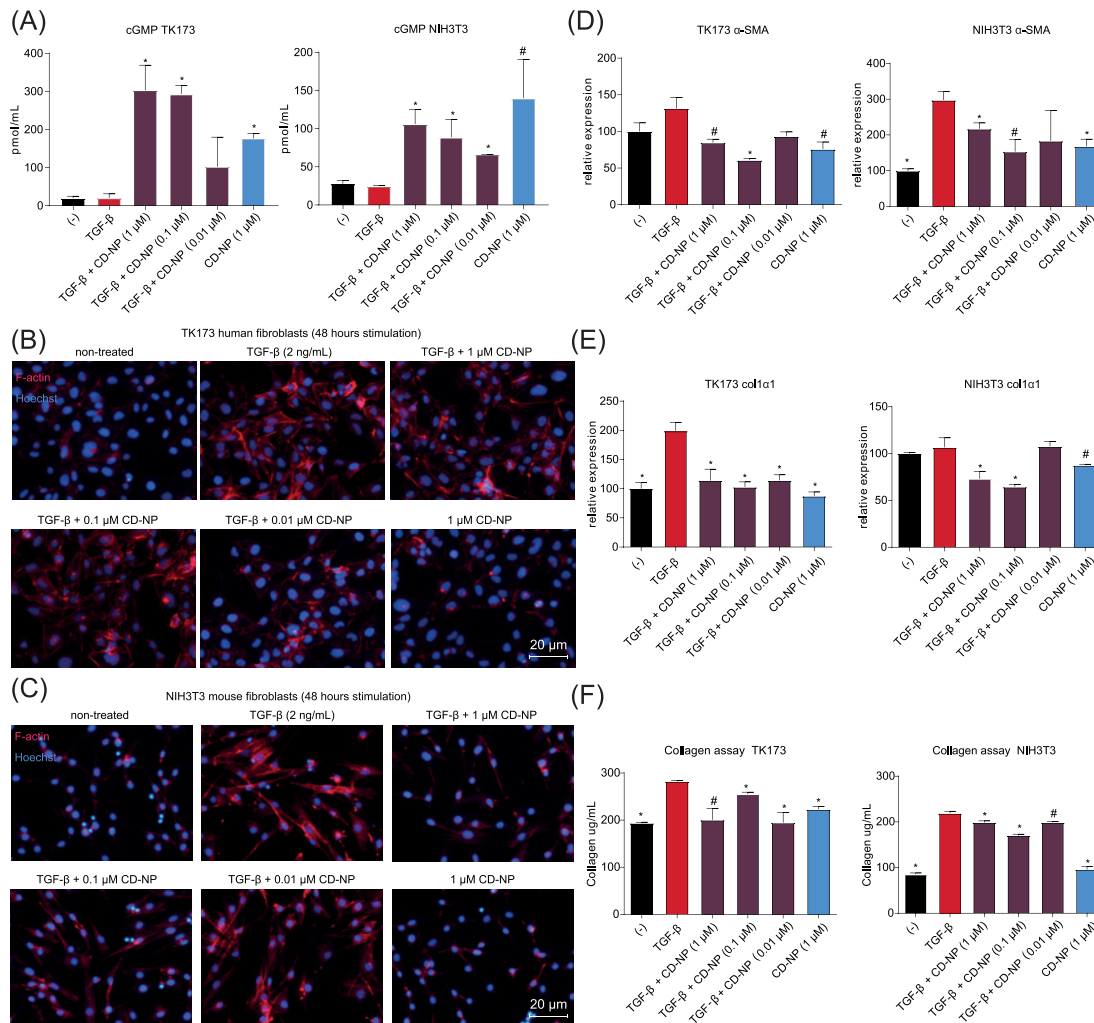 (A)
cGMP TK173
pmol/mL
400
300
200
100
0
*
*
*
(-)
TGF-β
TGF-β + CD-NP (1 µM)
TGF-β + CD-NP (0.1 µM)
TGF-β + CD-NP (0.01 µM)
CD-NP (1 µM)
cGMP NIH3T3
pmol/mL
200
150
100
50
0
*
*
*
#
(-)
TGF-β
TGF-β + CD-NP (1 µM)
TGF-β + CD-NP (0.1 µM)
TGF-β + CD-NP (0.01 µM)
CD-NP (1 µM)
(D)
TK173 α-SMA
relative expression
200
150
100
50
0
#
*
#
(-)
TGF-β
TGF-β + CD-NP (1 µM)
TGF-β + CD-NP (0.1 µM)
TGF-β + CD-NP (0.01 µM)
CD-NP (1 µM)
NIH3T3 α-SMA
relative expression
400
300
200
100
0
*
*
#
*
(-)
TGF-β
TGF-β + CD-NP (1 µM)
TGF-β + CD-NP (0.1 µM)
TGF-β + CD-NP (0.01 µM)
CD-NP (1 µM)
(B)
TK173 human fibroblasts (48 hours stimulation)
non-treated
TGF-β (2 ng/mL)
TGF-β + 1 µM CD-NP
F-actin
Hoechst
TGF-β + 0.1 µM CD-NP
TGF-β + 0.01 µM CD-NP
1 µM CD-NP
20 µm
(E)
TK173 col1α1
relative expression
250
200
150
100
50
0
*
*
*
*
*
(-)
TGF-β
TGF-β + CD-NP (1 µM)
TGF-β + CD-NP (0.1 µM)
TGF-β + CD-NP (0.01 µM)
CD-NP (1 µM)
NIH3T3 col1α1
relative expression
150
100
50
0
*
*
#
(-)
TGF-β
TGF-β + CD-NP (1 µM)
TGF-β + CD-NP (0.1 µM)
TGF-β + CD-NP (0.01 µM)
CD-NP (1 µM)
(C)
NIH3T3 mouse fibroblasts (48 hours stimulation)
non-treated
TGF-β (2 ng/mL)
TGF-β + 1 µM CD-NP
F-actin
Hoechst
TGF-β + 0.1 µM CD-NP
TGF-β + 0.01 µM CD-NP
1 µM CD-NP
20 µm
(F)
Collagen assay TK173
Collagen ug/mL
300
200
100
0
*
#
*
*
*
(-)
TGF-β
TGF-β + CD-NP (1 µM)
TGF-β + CD-NP (0.1 µM)
TGF-β + CD-NP (0.01 µM)
CD-NP (1 µM)
Collagen assay NIH3T3
Collagen ug/mL
300
200
100
0
*
*
*
#
*
(-)
TGF-β
TGF-β + CD-NP (1 µM)
TGF-β + CD-NP (0.1 µM)
TGF-β + CD-NP (0.01 µM)
CD-NP (1 µM)